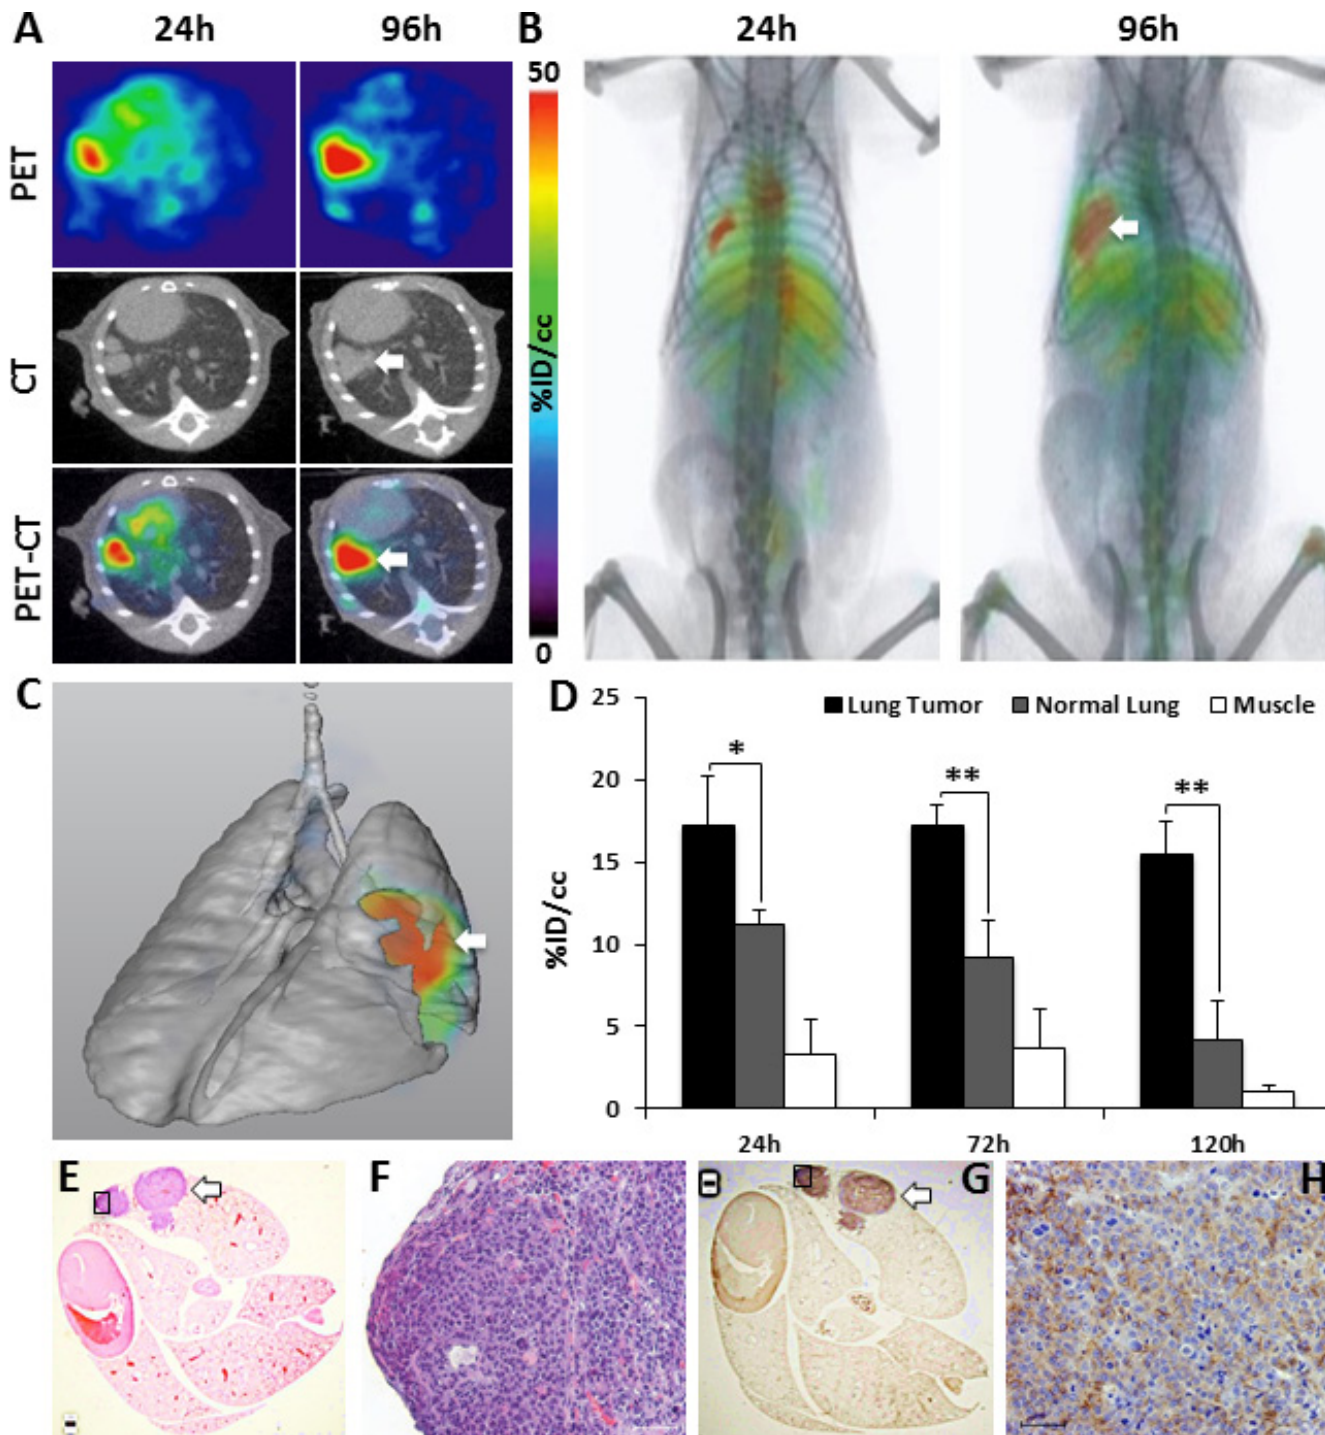 A 24h 96h B 24h 96h
50
PET
CT
PET-CT
%ID/cc
0
C
D
25
Lung Tumor Normal Lung Muscle
20
15
10
5
0
%ID/cc
* ** **
24h 72h 120h
E F G H